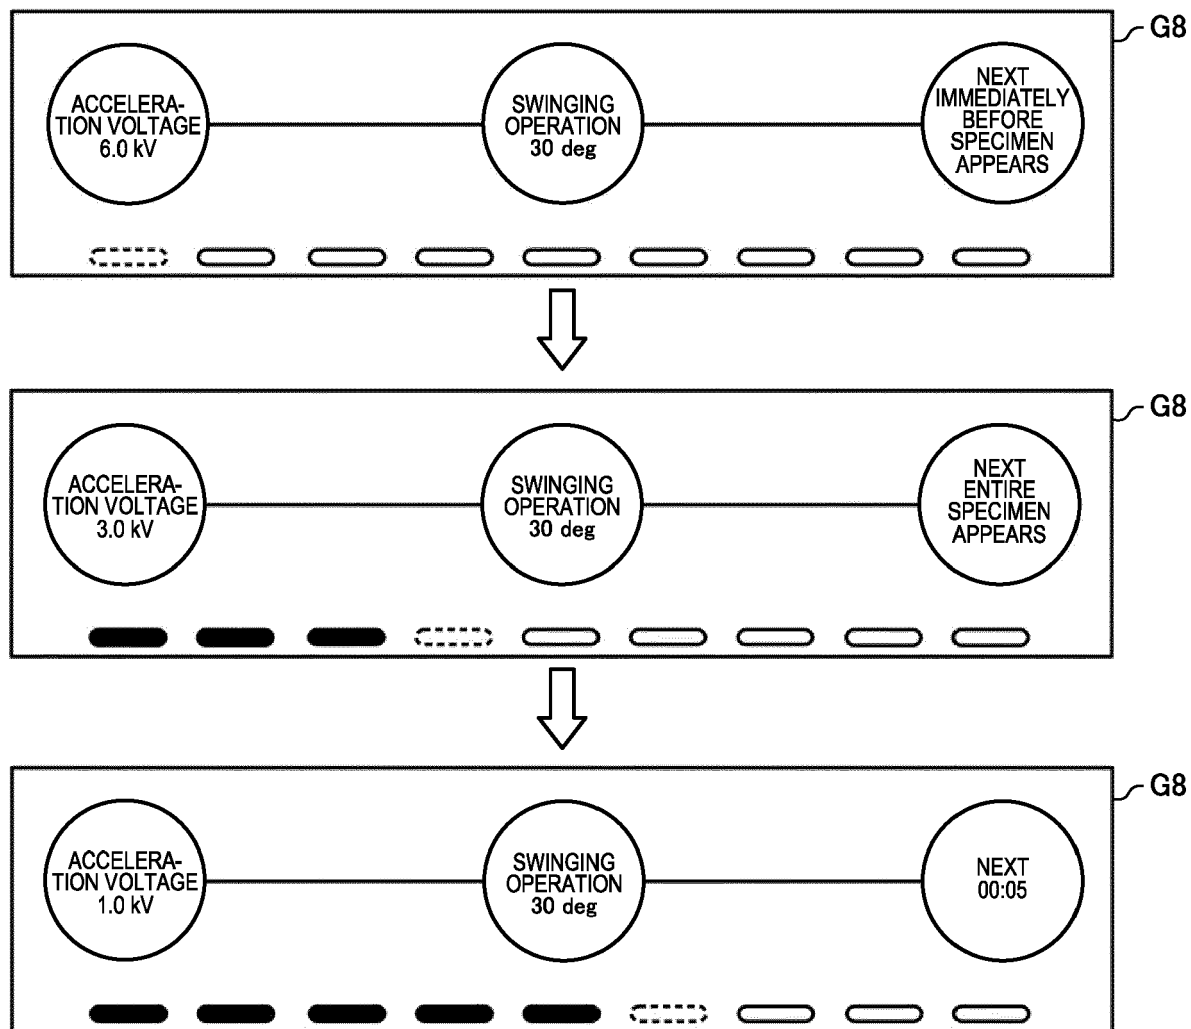 G8
ACCELERA-
TION VOLTAGE
6.0 kV
SWINGING
OPERATION
30 deg
NEXT
IMMEDIATELY
BEFORE
SPECIMEN
APPEARS
G8
ACCELERA-
TION VOLTAGE
3.0 kV
SWINGING
OPERATION
30 deg
NEXT
ENTIRE
SPECIMEN
APPEARS
G8
ACCELERA-
TION VOLTAGE
1.0 kV
SWINGING
OPERATION
30 deg
NEXT
00:05